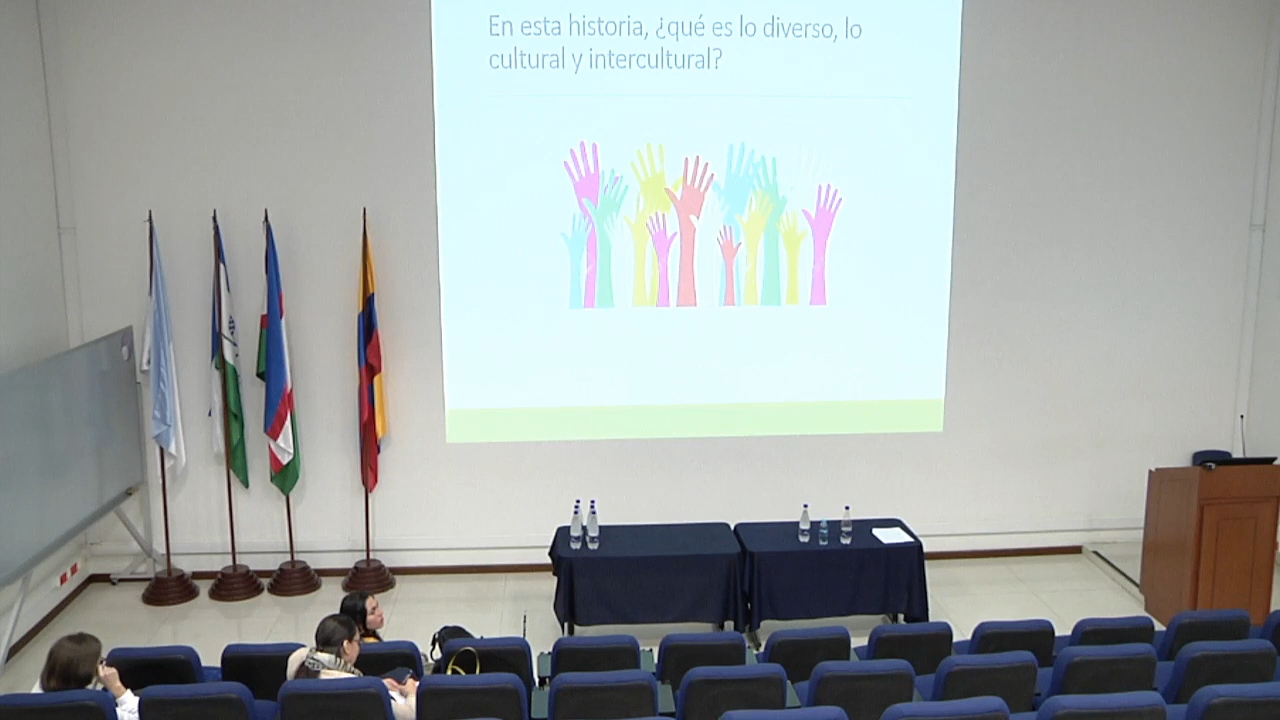 En esta historia, ¿qué es lo diverso, lo
cultural y intercultural?